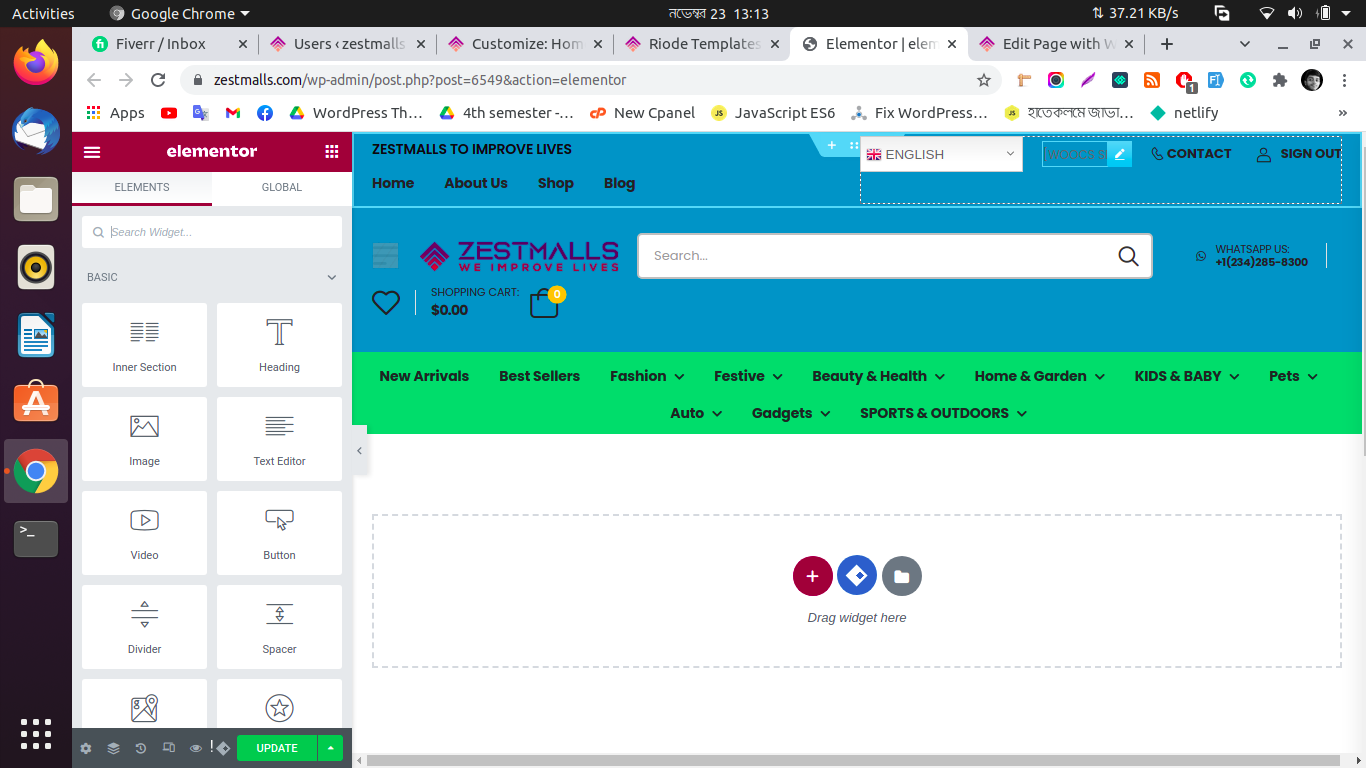 Activities
Google Chrome
নভেম্বর 23 13:13
37.21 KB/s
Fiverr / Inbox
Users ‹ zestmalls
Customize: Hom
Riode Templates
Elementor | elem
Edit Page with W
zestmalls.com/wp-admin/post.php?post=6549&action=elementor
1
Apps
WordPress Th...
4th semester -...
New Cpanel
JavaScript ES6
Fix WordPress...
হাতেকলমে জাভা...
netlify
»
elementor
ELEMENTS
GLOBAL
Search Widget...
BASIC
Inner Section
Heading
Image
Text Editor
Video
Button
Divider
Spacer
UPDATE
ZESTMALLS TO IMPROVE LIVES
ENGLISH
CONTACT
SIGN OUT
Home
About Us
Shop
Blog
ZESTMALLS
WE IMPROVE LIVES
Search...
WHATSAPP US:
+1(234)285-8300
SHOPPING CART:
$0.00
0
New Arrivals
Best Sellers
Fashion
Festive
Beauty & Health
Home & Garden
KIDS & BABY
Pets
Auto
Gadgets
SPORTS & OUTDOORS
Drag widget here